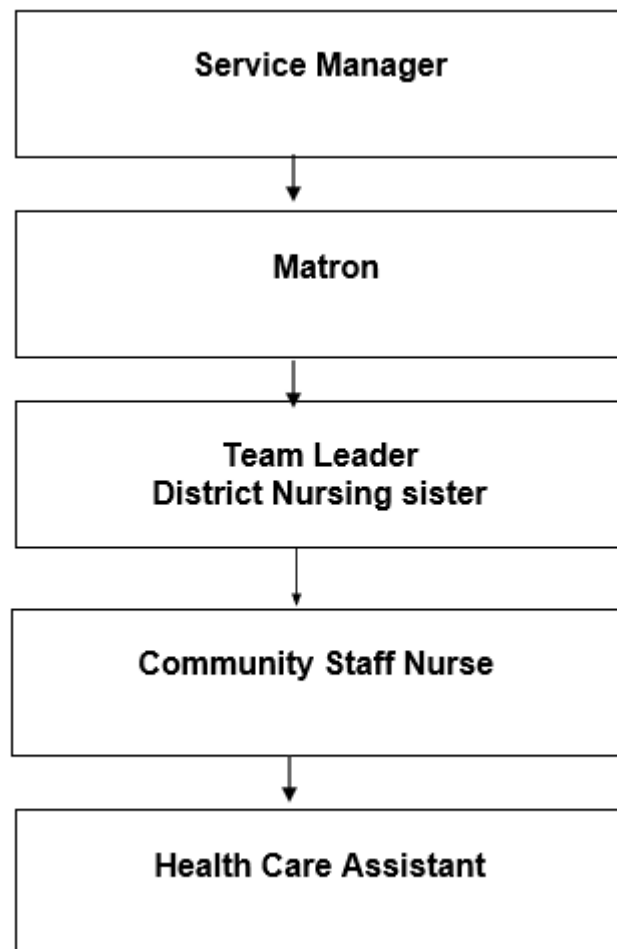 Service Manager
Matron
Team Leader
District Nursing sister
Community Staff Nurse
Health Care Assistant